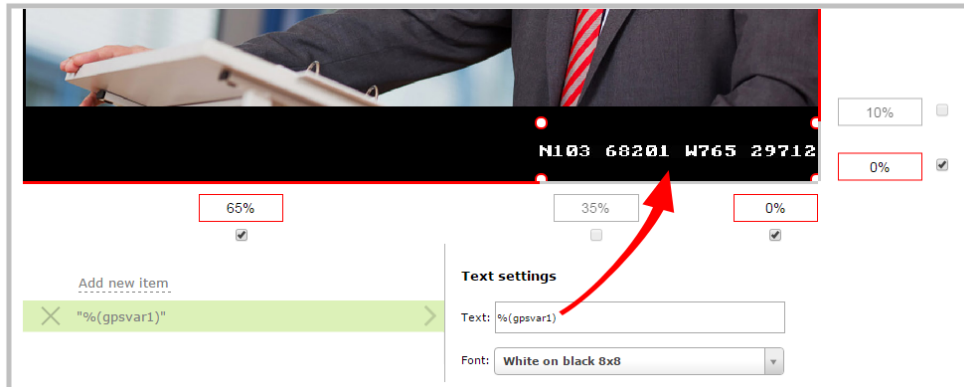 10%
N103 68201 W765 29712
0%
65%
35%
0%
Add new item
"%(gpsvar1)"
Text settings
Text: %(gpsvar1)
Font: White on black 8x8